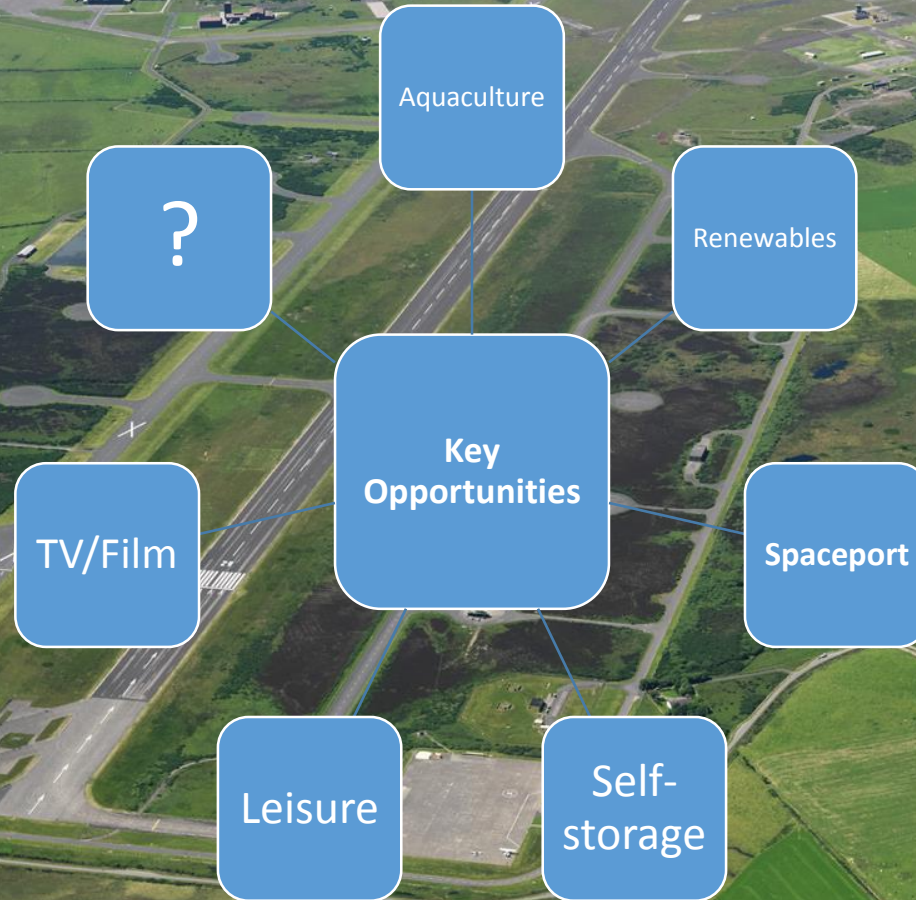 Aquaculture
?
Renewables
Key
Opportunities
TV/Film
Spaceport
Leisure
Self-
storage